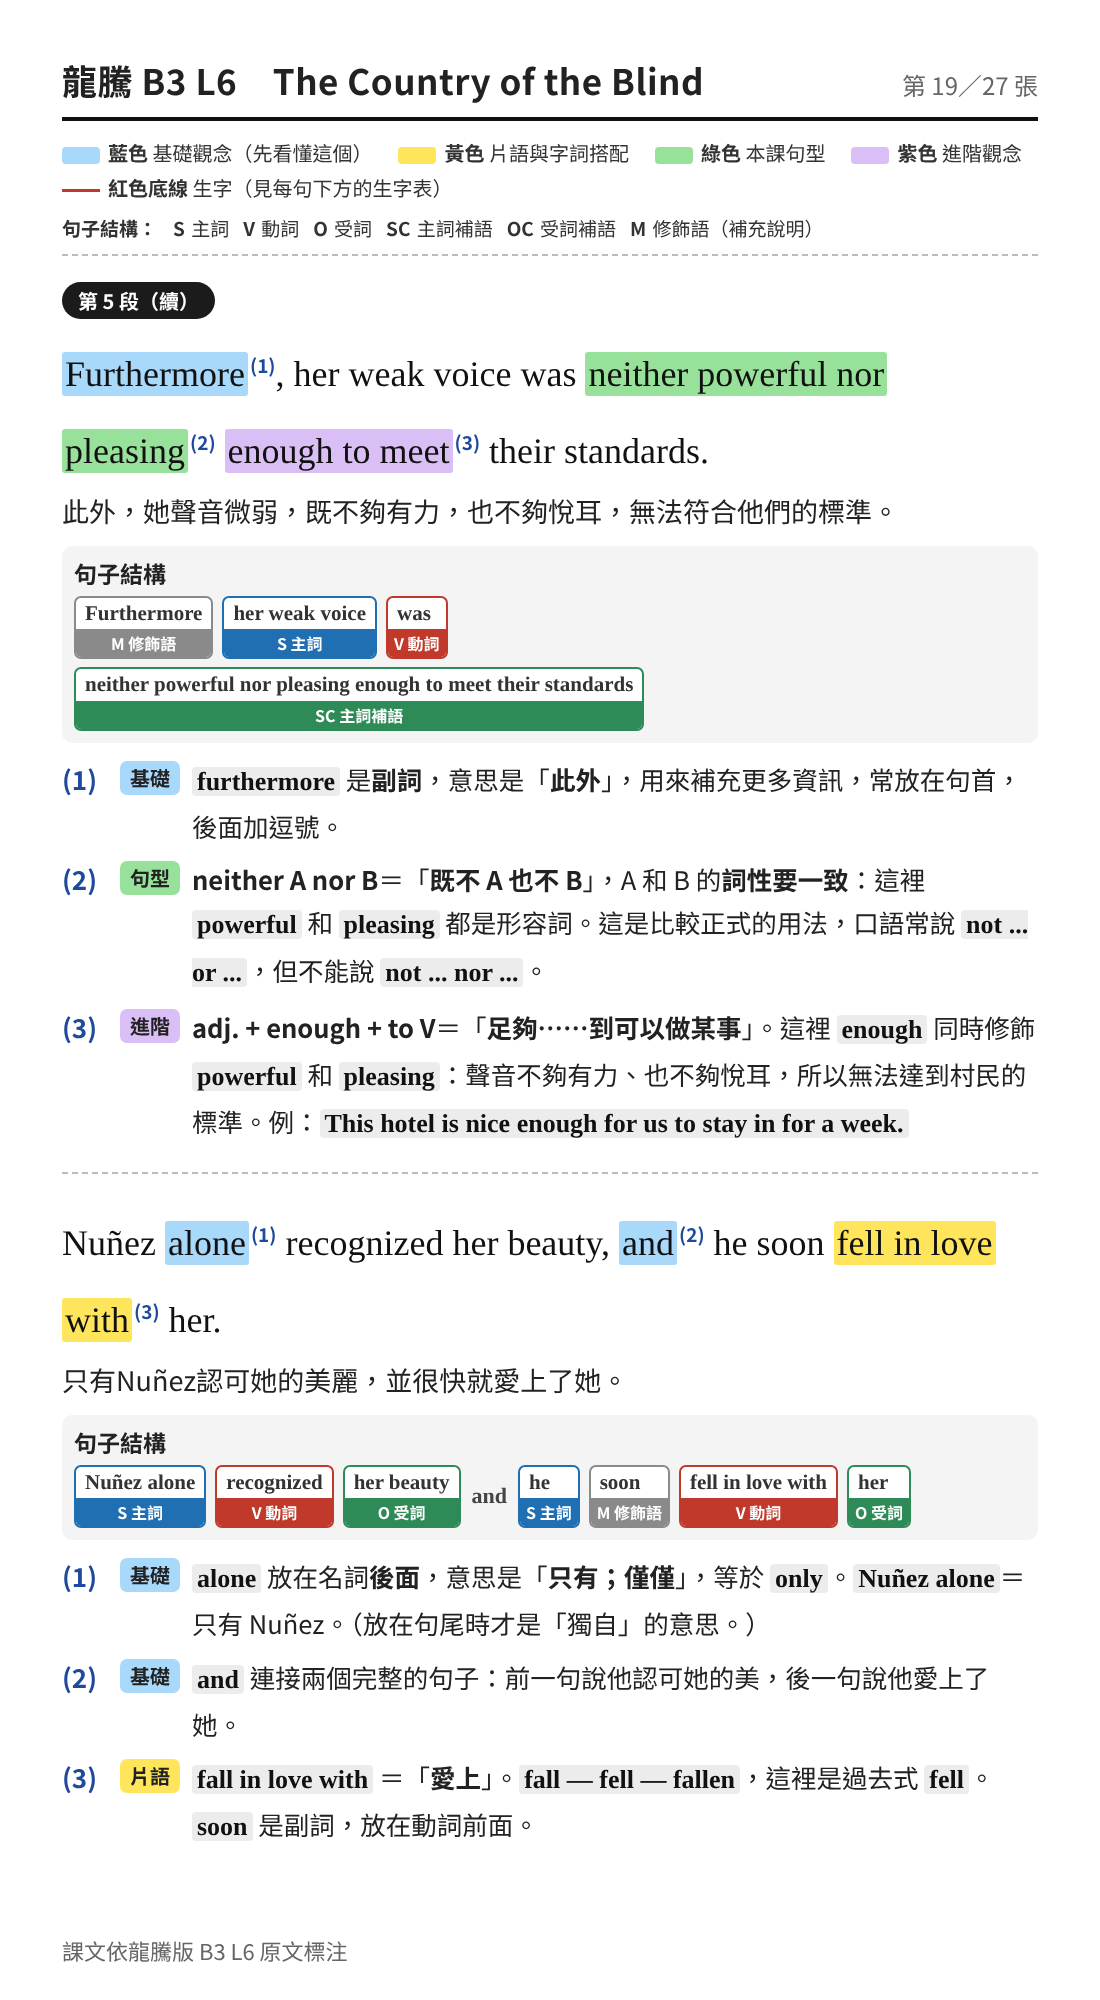 龍騰 B3 L6　The Country of the Blind
第 19／27 張
藍色 基礎觀念（先看懂這個） 黃色 片語與字詞搭配 綠色 本課句型 紫色 進階觀念
紅色底線 生字（見每句下方的生字表）
句子結構： S 主詞 V 動詞 O 受詞 SC 主詞補語 OC 受詞補語 M 修飾語（補充說明）
第 5 段（續）
Furthermore(1), her weak voice was neither powerful nor
pleasing(2) enough to meet(3) their standards.
此外，她聲音微弱，既不夠有力，也不夠悅耳，無法符合他們的標準。
句子結構
Furthermore her weak voice was
M 修飾語 S 主詞 V 動詞
neither powerful nor pleasing enough to meet their standards
SC 主詞補語
(1) 基礎 furthermore 是副詞，意思是「此外」，用來補充更多資訊，常放在句首，
後面加逗號。
(2) 句型 neither A nor B＝「既不 A 也不 B」，A 和 B 的詞性要一致：這裡
powerful 和 pleasing 都是形容詞。這是比較正式的用法，口語常說 not ...
or ...，但不能說 not ... nor ...。
(3) 進階 adj. + enough + to V＝「足夠……到可以做某事」。這裡 enough 同時修飾
powerful 和 pleasing：聲音不夠有力、也不夠悅耳，所以無法達到村民的
標準。例：This hotel is nice enough for us to stay in for a week.
Nuñez alone(1) recognized her beauty, and(2) he soon fell in love
with(3) her.
只有Nuñez認可她的美麗，並很快就愛上了她。
句子結構
Nuñez alone recognized her beauty and he soon fell in love with her
S 主詞 V 動詞 O 受詞 S 主詞 M 修飾語 V 動詞 O 受詞
(1) 基礎 alone 放在名詞後面，意思是「只有；僅僅」，等於 only。Nuñez alone＝
只有 Nuñez。（放在句尾時才是「獨自」的意思。）
(2) 基礎 and 連接兩個完整的句子：前一句說他認可她的美，後一句說他愛上了
她。
(3) 片語 fall in love with ＝「愛上」。fall — fell — fallen，這裡是過去式 fell。
soon 是副詞，放在動詞前面。
課文依龍騰版 B3 L6 原文標注